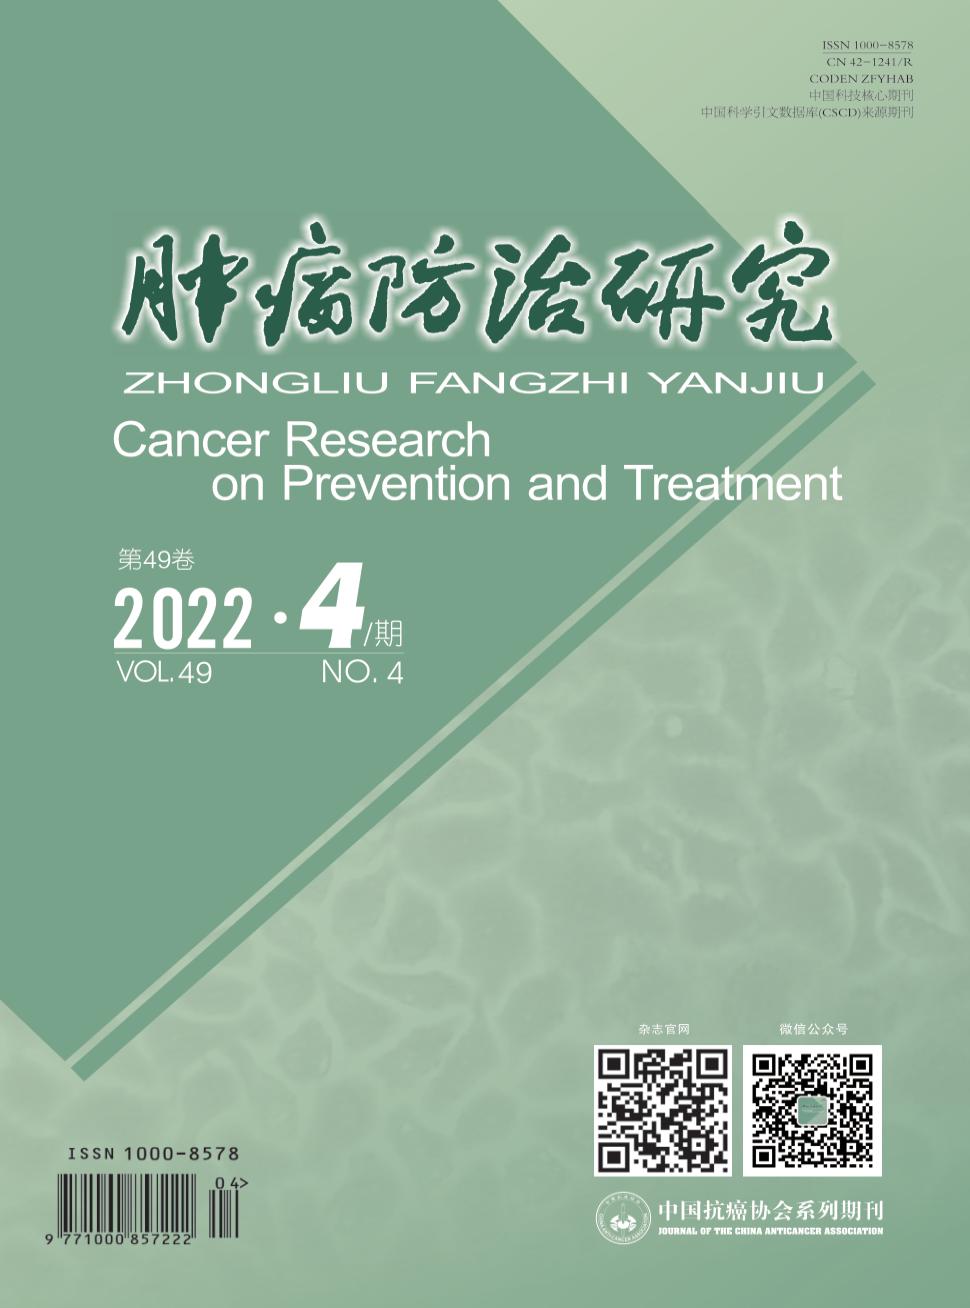 ISSN 1000-8578
CN 42-1241/R
CODEN ZFYHAB
中国科技核心期刊
中国科学引文数据库(CSCD)来源期刊
肿瘤防治研究
ZHONGLIU FANGZHI YANJIU
Cancer Research
on Prevention and Treatment
第49卷
2022·4/期
VOL.49 NO. 4
杂志官网 微信公众号
ISSN 1000-8578
04>
9 771000 857222
中国抗癌协会系列期刊
JOURNAL OF THE CHINA ANTICANCER ASSOCIATION